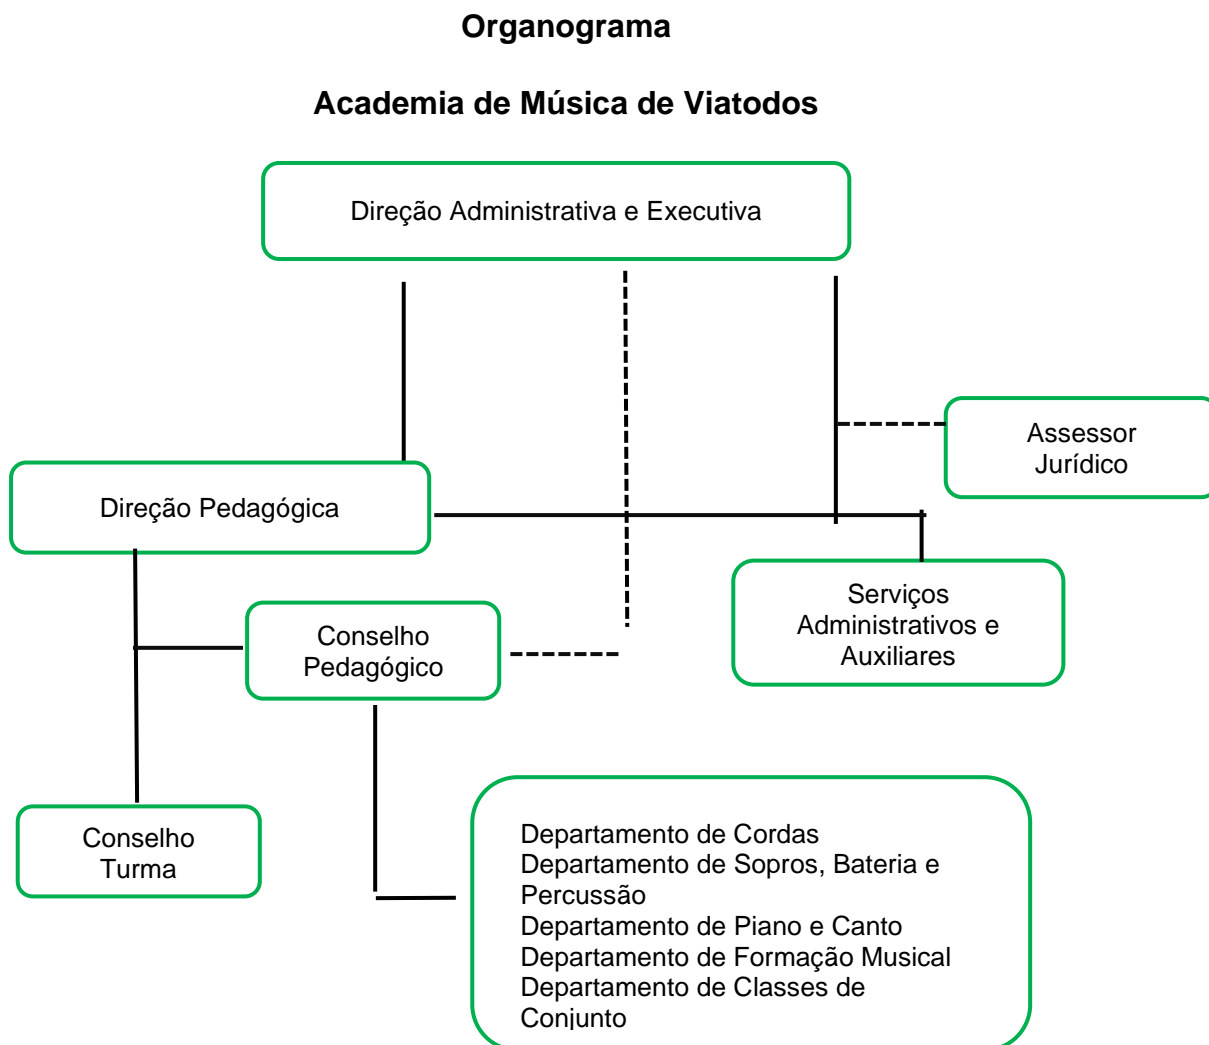 Organograma
Academia de Música de Viatodos
Direção Administrativa e Executiva
Assessor
Jurídico
Direção Pedagógica
Serviços
Administrativos e
Auxiliares
Conselho
Pedagógico
Conselho
Turma
Departamento de Cordas
Departamento de Sopros, Bateria e
Percussão
Departamento de Piano e Canto
Departamento de Formação Musical
Departamento de Classes de
Conjunto